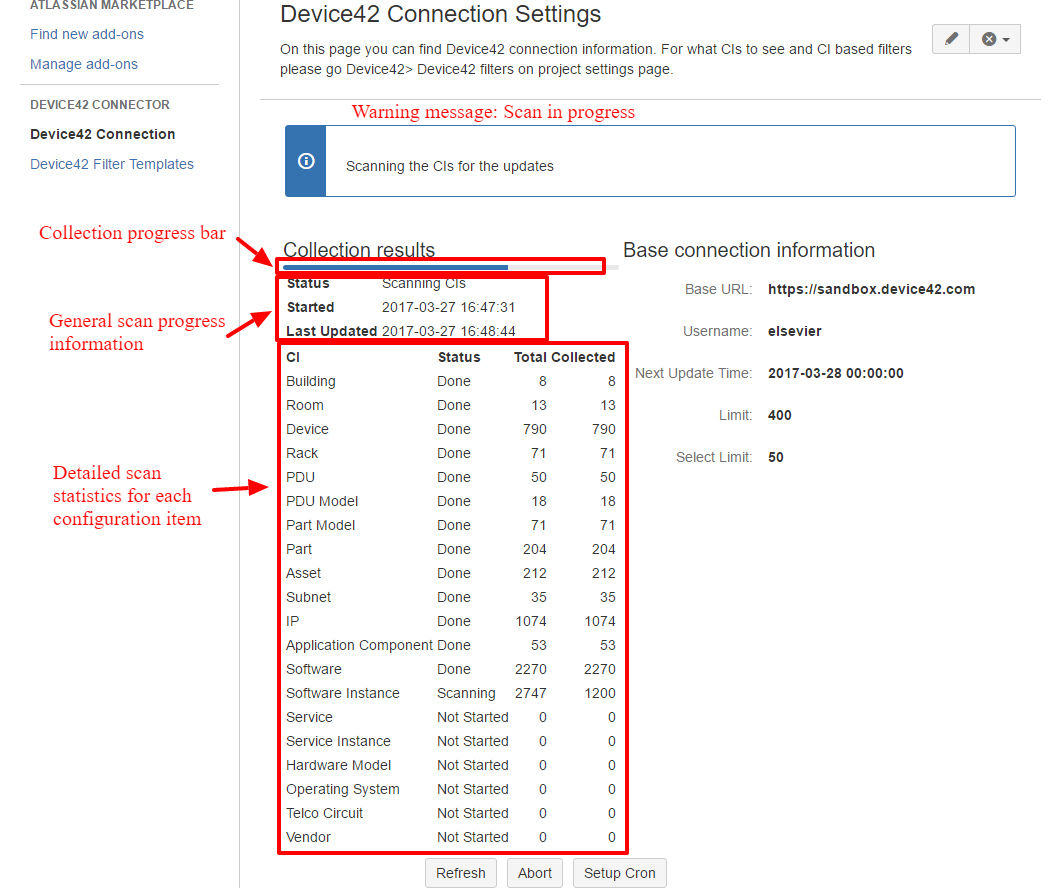 ATLASSIAN MARKETPLACE
Find new add-ons
Manage add-ons
DEVICE42 CONNECTOR
Device42 Connection
Device42 Filter Templates
Device42 Connection Settings
On this page you can find Device42 connection information. For what CIs to see and CI based filters
please go Device42> Device42 filters on project settings page.
Warning message: Scan in progress
Scanning the CIs for the updates
Collection progress bar
General scan progress
information
Detailed scan
statistics for each
configuration item
Collection results
Status Scanning CIs
Started 2017-03-27 16:47:31
Last Updated 2017-03-27 16:48:44
CI Status Total Collected
Building Done 8 8
Room Done 13 13
Device Done 790 790
Rack Done 71 71
PDU Done 50 50
PDU Model Done 18 18
Part Model Done 71 71
Part Done 204 204
Asset Done 212 212
Subnet Done 35 35
IP Done 1074 1074
Application Component Done 53 53
Software Done 2270 2270
Software Instance Scanning 2747 1200
Service Not Started 0 0
Service Instance Not Started 0 0
Hardware Model Not Started 0 0
Operating System Not Started 0 0
Telco Circuit Not Started 0 0
Vendor Not Started 0 0
Base connection information
Base URL: https://sandbox.device42.com
Username: elsevier
Next Update Time: 2017-03-28 00:00:00
Limit: 400
Select Limit: 50
Refresh Abort Setup Cron